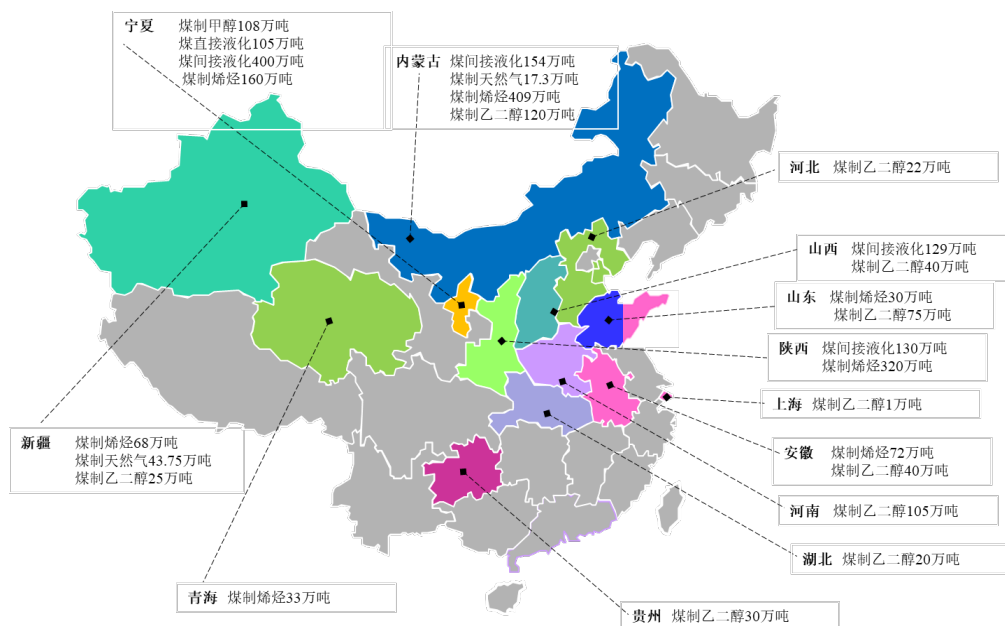 宁夏 煤制甲醇108万吨
煤直接液化105万吨
煤间接液化400万吨
煤制烯烃160万吨
内蒙古 煤间接液化154万吨
煤制天然气17.3万吨
煤制烯烃409万吨
煤制乙二醇120万吨
河北 煤制乙二醇22万吨
山西 煤间接液化129万吨
煤制乙二醇40万吨
山东 煤制烯烃30万吨
煤制乙二醇75万吨
陕西 煤间接液化130万吨
煤制烯烃320万吨
上海 煤制乙二醇1万吨
新疆 煤制烯烃68万吨
煤制天然气43.75万吨
煤制乙二醇25万吨
安徽 煤制烯烃72万吨
煤制乙二醇40万吨
河南 煤制乙二醇105万吨
湖北 煤制乙二醇20万吨
青海 煤制烯烃33万吨
贵州 煤制乙二醇30万吨